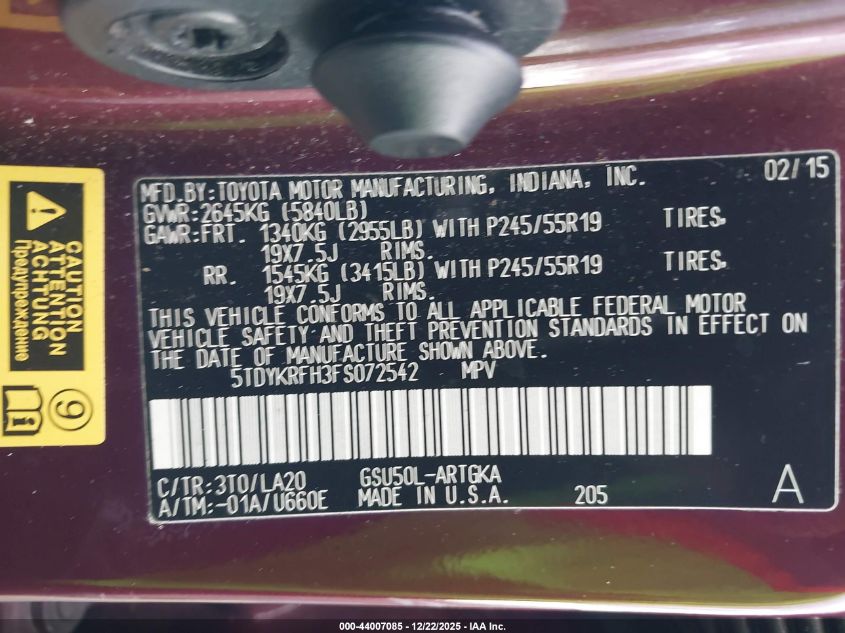 MFD.BY:TOYOTA MOTOR MANUFACTURING, INDIANA, INC. 02/15
GVWR:2645KG (5840LB)
GAWR:FRT. 1340KG (2955LB) WITH P245/55R19 TIRES,
19X7.5J RIMS.
RR. 1545KG (3415LB) WITH P245/55R19 TIRES,
19X7.5J RIMS.
THIS VEHICLE CONFORMS TO ALL APPLICABLE FEDERAL MOTOR
VEHICLE SAFETY AND THEFT PREVENTION STANDARDS IN EFFECT ON
THE DATE OF MANUFACTURE SHOWN ABOVE.
5TDYKRFH3FS072542 MPV
C/TR:3T0/LA20 GSU50L-ARTGKA
A/TM:-01A/U660E MADE IN U.S.A. 205 A
CAUTION
ATTENTION
ACHTUNG
Предупреждение
9
000-44007085 - 12/22/2025 - IAA Inc.